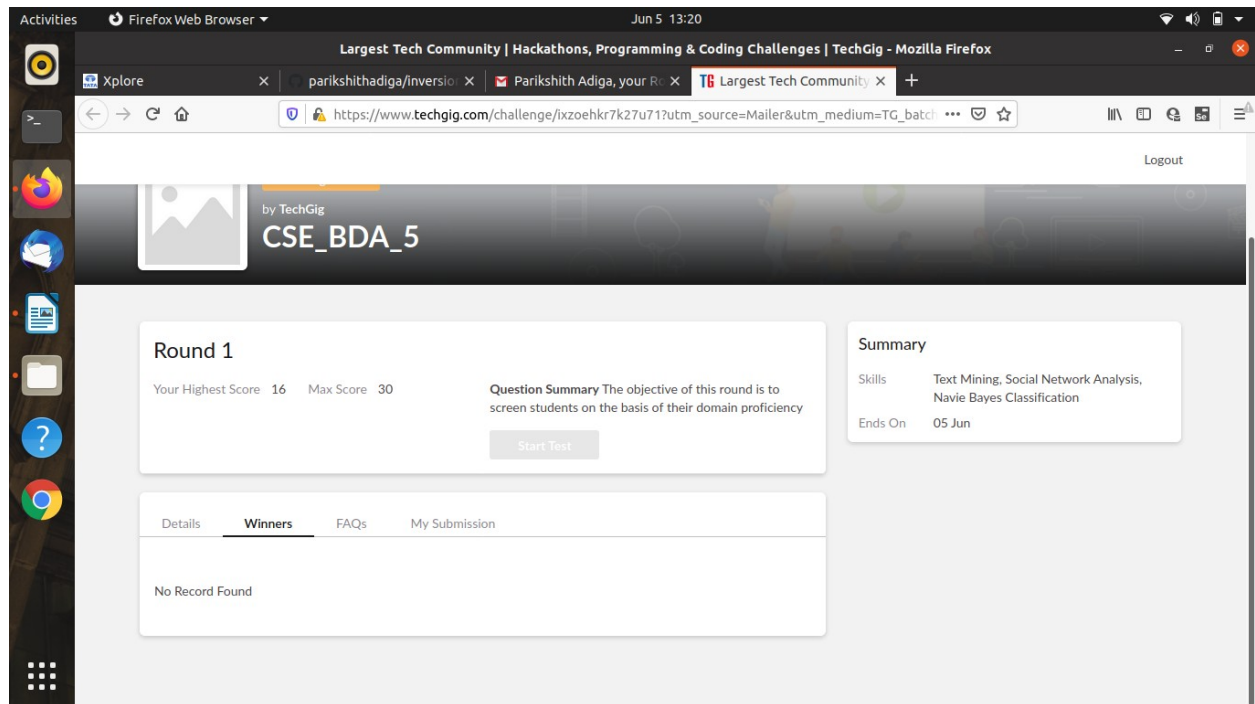 Activities Firefox Web Browser Jun 5 13:20
Largest Tech Community | Hackathons, Programming & Coding Challenges | TechGig - Mozilla Firefox
Xplore parikshithadiga/inversion Parikshith Adiga, your Ro Largest Tech Community
https://www.techgig.com/challenge/ixzoehkr7k27u71?utm_source=Mailer&utm_medium=TG_batch
Logout
by TechGig
CSE_BDA_5
Round 1
Your Highest Score 16 Max Score 30
Question Summary The objective of this round is to
screen students on the basis of their domain proficiency
Start Test
Summary
Skills Text Mining, Social Network Analysis,
Navie Bayes Classification
Ends On 05 Jun
Details Winners FAQs My Submission
No Record Found